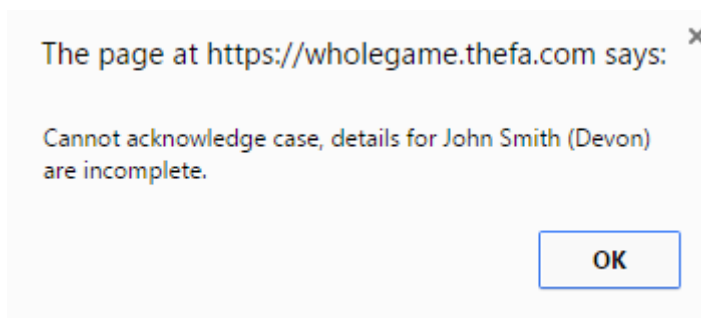 The page at https://wholegame.thefa.com says:
Cannot acknowledge case, details for John Smith (Devon)
are incomplete.
OK